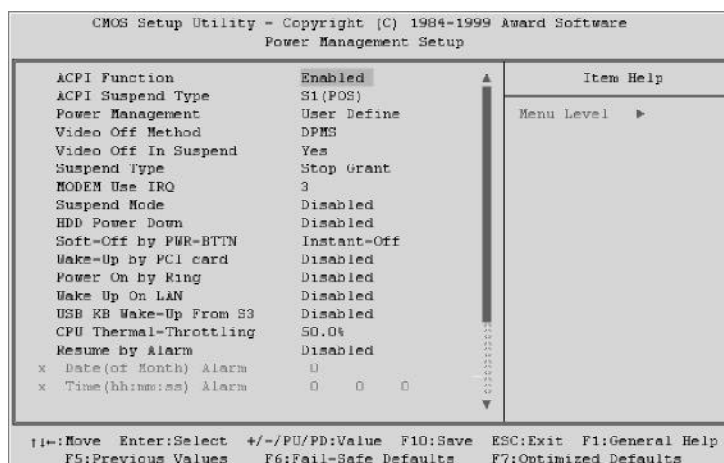 CMOS Setup Utility - Copyright (C) 1984-1999 Award Software
Power Management Setup
ACPI Function Enabled
Item Help
ACPI Suspend Type S1(POS)
Power Management User Define
Menu Level ►
Video Off Method DPMS
Video Off In Suspend Yes
Suspend Type Stop Grant
MODEM Use IRQ 3
Suspend Mode Disabled
HDD Power Down Disabled
Soft-Off by PWR-BTTN Instant-Off
Wake-Up by PCI card Disabled
Power On by Ring Disabled
Wake Up On LAN Disabled
USB KB Wake-Up From S3 Disabled
CPU Thermal-Throttling 50.0%
Resume by Alarm Disabled
x Date(of Month) Alarm 0
x Time(hh:mm:ss) Alarm 0 0 0
↑↓←:Move Enter:Select +/-/PU/PD:Value F10:Save ESC:Exit F1:General Help
F5:Previous Values F6:Fail-Safe Defaults F7:Optimized Defaults